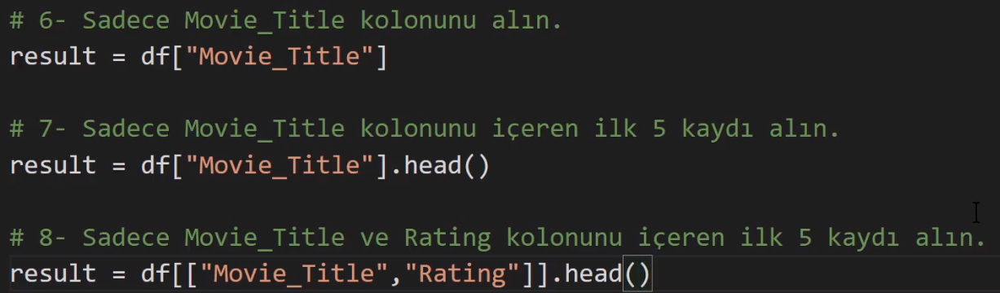 # 6- Sadece Movie_Title kolonunu alın.
result = df["Movie_Title"]
# 7- Sadece Movie_Title kolonunu içeren ilk 5 kaydı alın.
result = df["Movie_Title"].head()
# 8- Sadece Movie_Title ve Rating kolonunu içeren ilk 5 kaydı alın.
result = df[["Movie_Title","Rating"]].head()